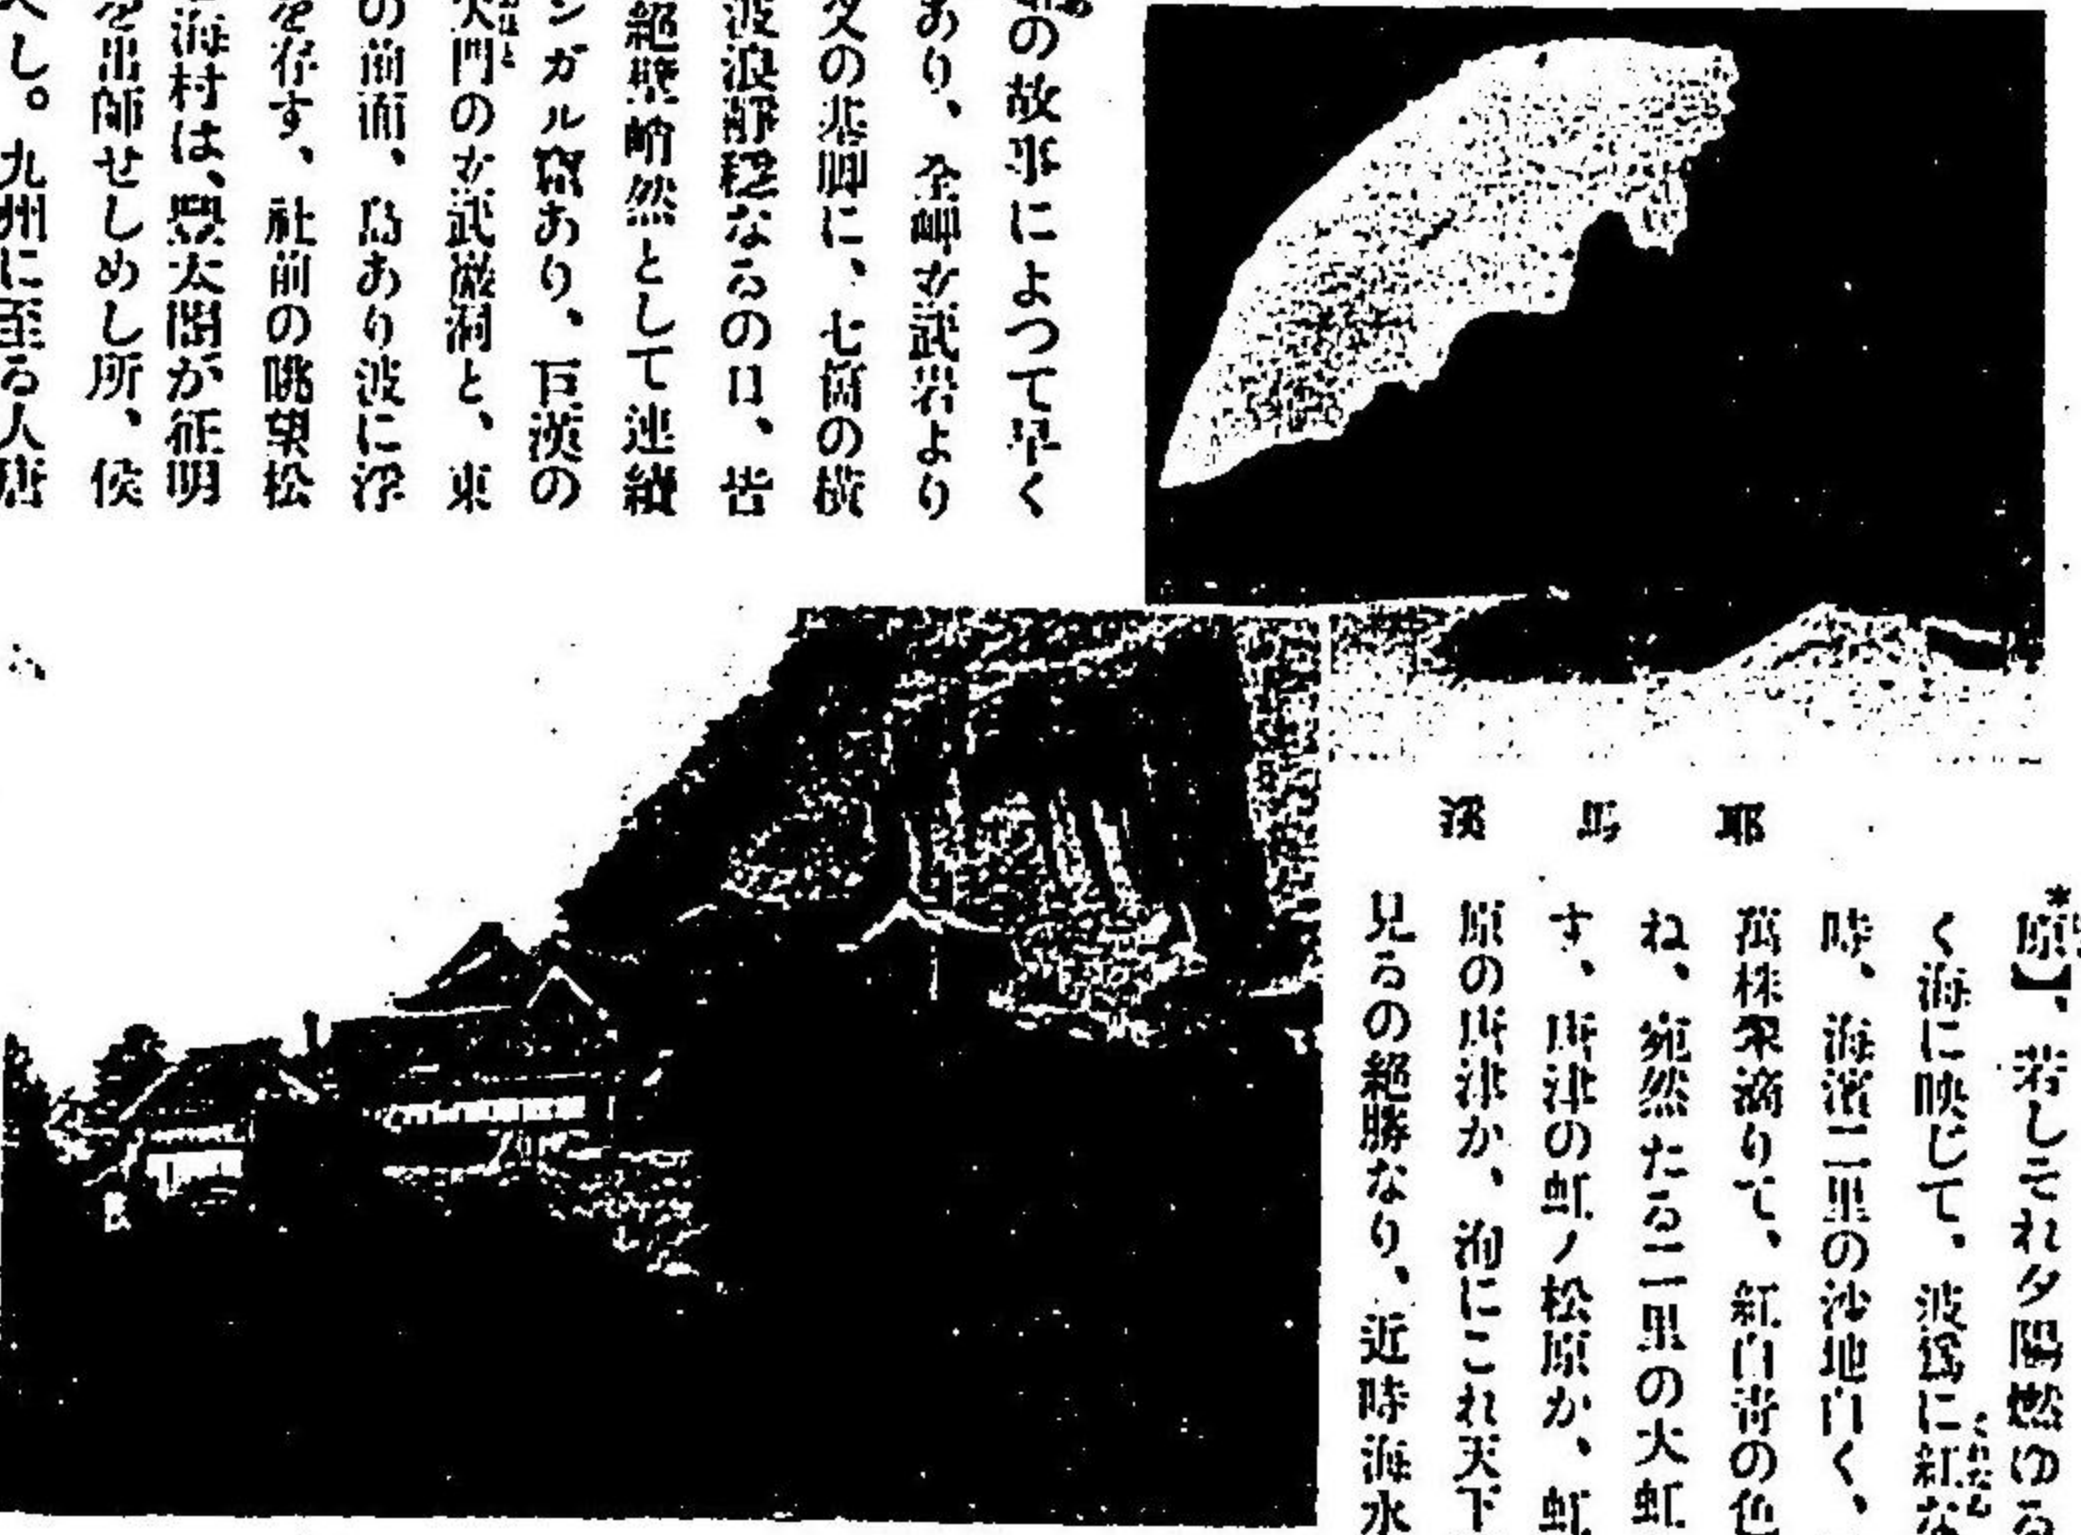 の故事によつて早く
あり、全岬玄武岩より
の基脚に、七箇の横
波浪靜穩なるの日、皆
絶壁峭然として連續
ンガル窟あり、巨漢の
大門の玄武巌洞と、東
の前面、島あり波に浮
を存す、社前の眺望松
海村は、豐太閤が征明
を出師せしめし所、侯
べし。九州に至る人唐
耶馬渓
*原】、若しそれ夕陽燃ゆる
く海に映じて、波爲に紅な
時、海濱二里の沙地白く、
萬株翠滴りて、紅白青の色
ね、宛然たる二里の大虹
す、唐津の虹ノ松原か、虹
原の唐津か、洵にこれ天下
見るの絶勝なり、近時海水